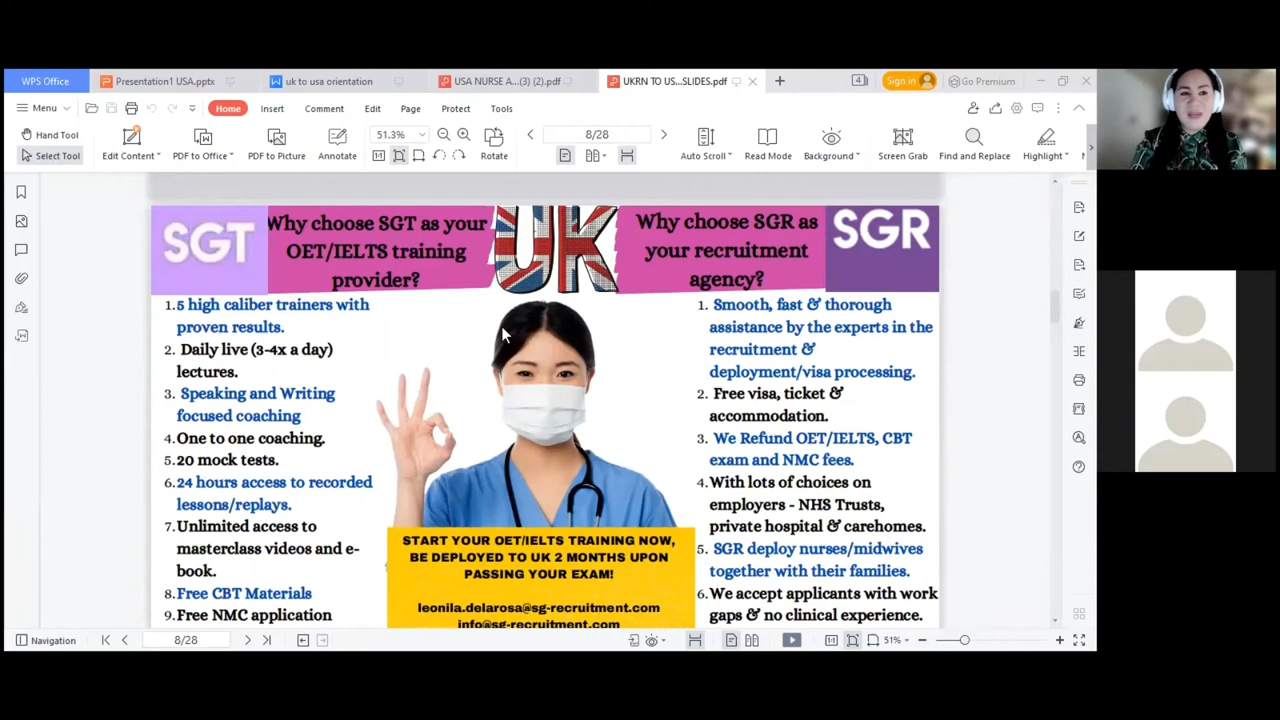 WPS Office
Presentation1 USA.pptx
uk to usa orientation
USA NURSE A...(3) (2).pdf
UKRN TO US...SLIDES.pdf
4
Sign in
Go Premium
Menu
Home
Insert
Comment
Edit
Page
Protect
Tools
Hand Tool
Select Tool
Edit Content
PDF to Office
PDF to Picture
Annotate
51.3%
Rotate
8/28
Auto Scroll
Read Mode
Background
Screen Grab
Find and Replace
Highlight
SGT
Why choose SGT as your
OET/IELTS training
provider?
UK
Why choose SGR as
your recruitment
agency?
SGR
1. 5 high caliber trainers with
proven results.
2. Daily live (3-4x a day)
lectures.
3. Speaking and Writing
focused coaching
4. One to one coaching.
5. 20 mock tests.
6. 24 hours access to recorded
lessons/replays.
7. Unlimited access to
masterclass videos and e-
book.
8. Free CBT Materials
9. Free NMC application
START YOUR OET/IELTS TRAINING NOW,
BE DEPLOYED TO UK 2 MONTHS UPON
PASSING YOUR EXAM!
leonila.delarosa@sg-recruitment.com
info@sg-recruitment.com
1. Smooth, fast & thorough
assistance by the experts in the
recruitment &
deployment/visa processing.
2. Free visa, ticket &
accommodation.
3. We Refund OET/IELTS, CBT
exam and NMC fees.
4. With lots of choices on
employers - NHS Trusts,
private hospital & carehomes.
5. SGR deploy nurses/midwives
together with their families.
6. We accept applicants with work
gaps & no clinical experience.
Navigation
8/28
51%